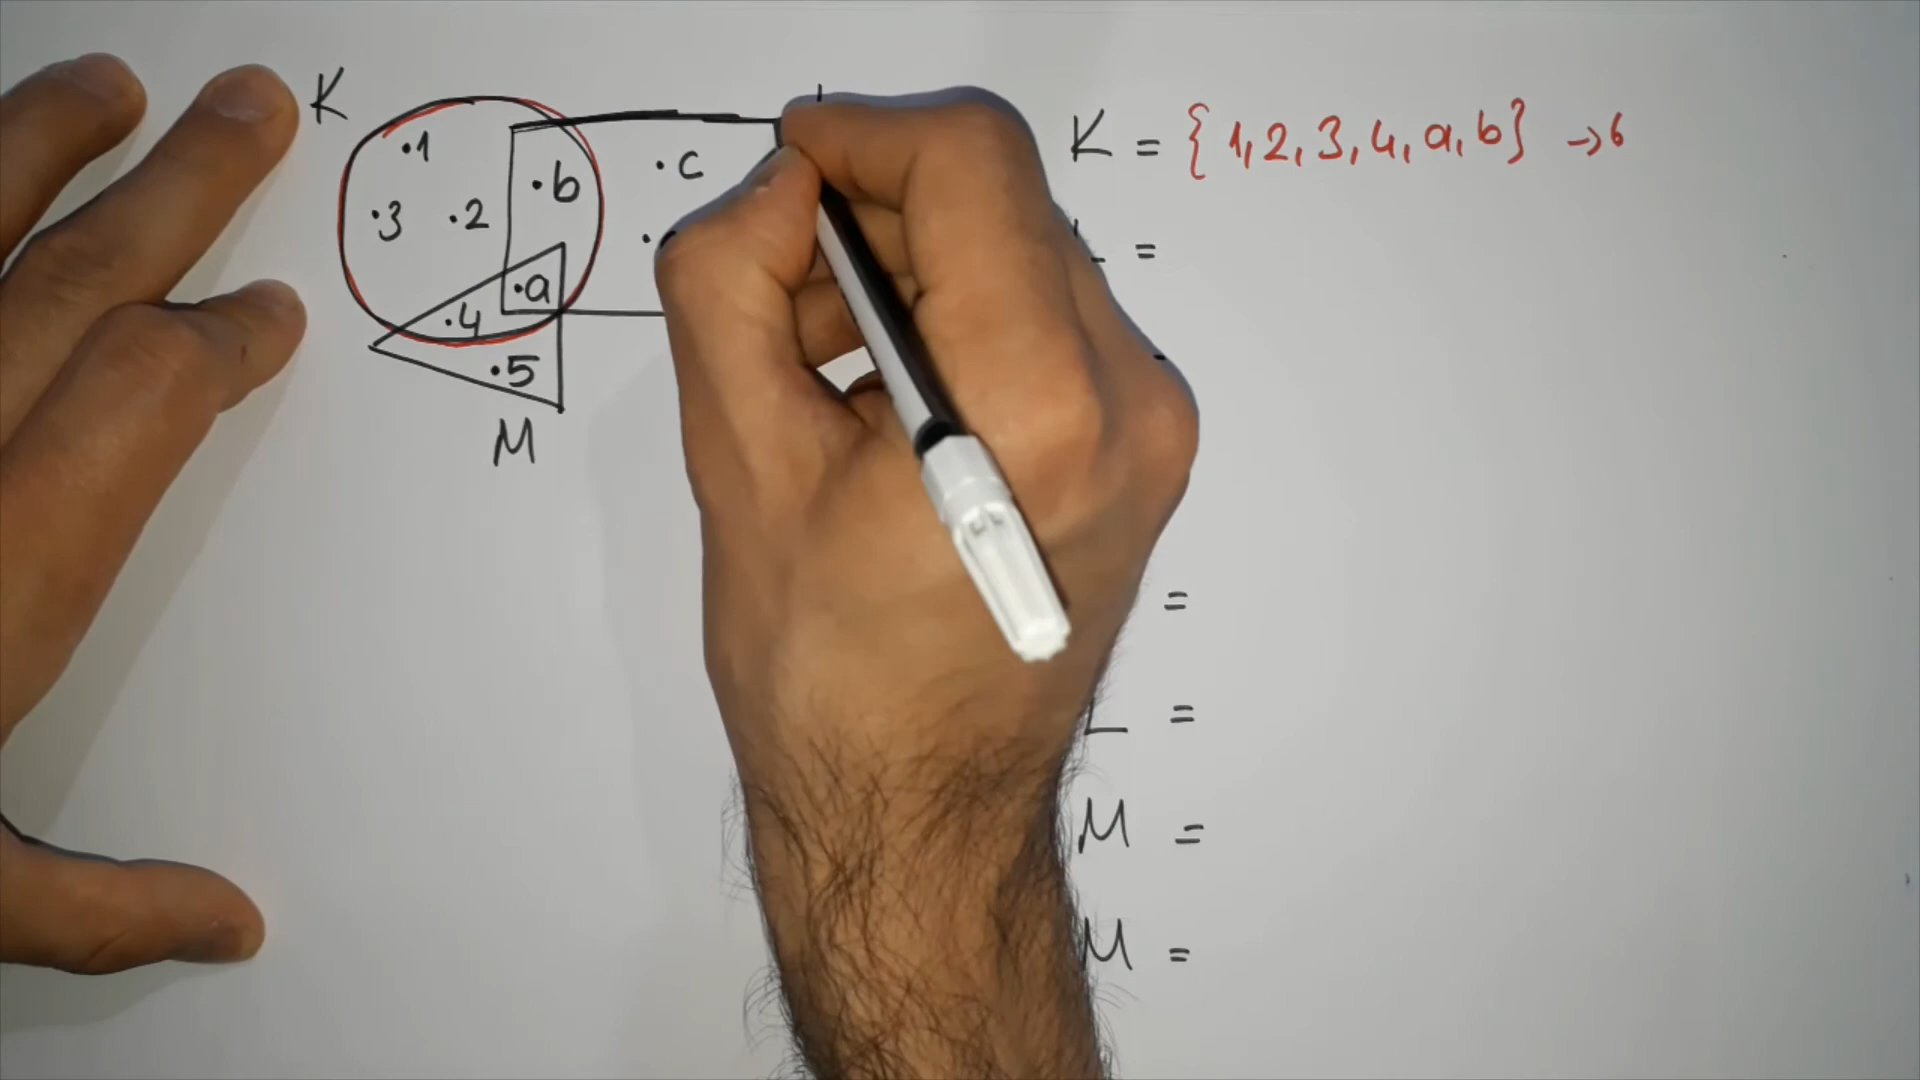 K
·1
·3 ·2
·b
·c
·a
·4
·5
M
K = { 1, 2, 3, 4, a, b } → 6
L =
=
L =
M =
M =